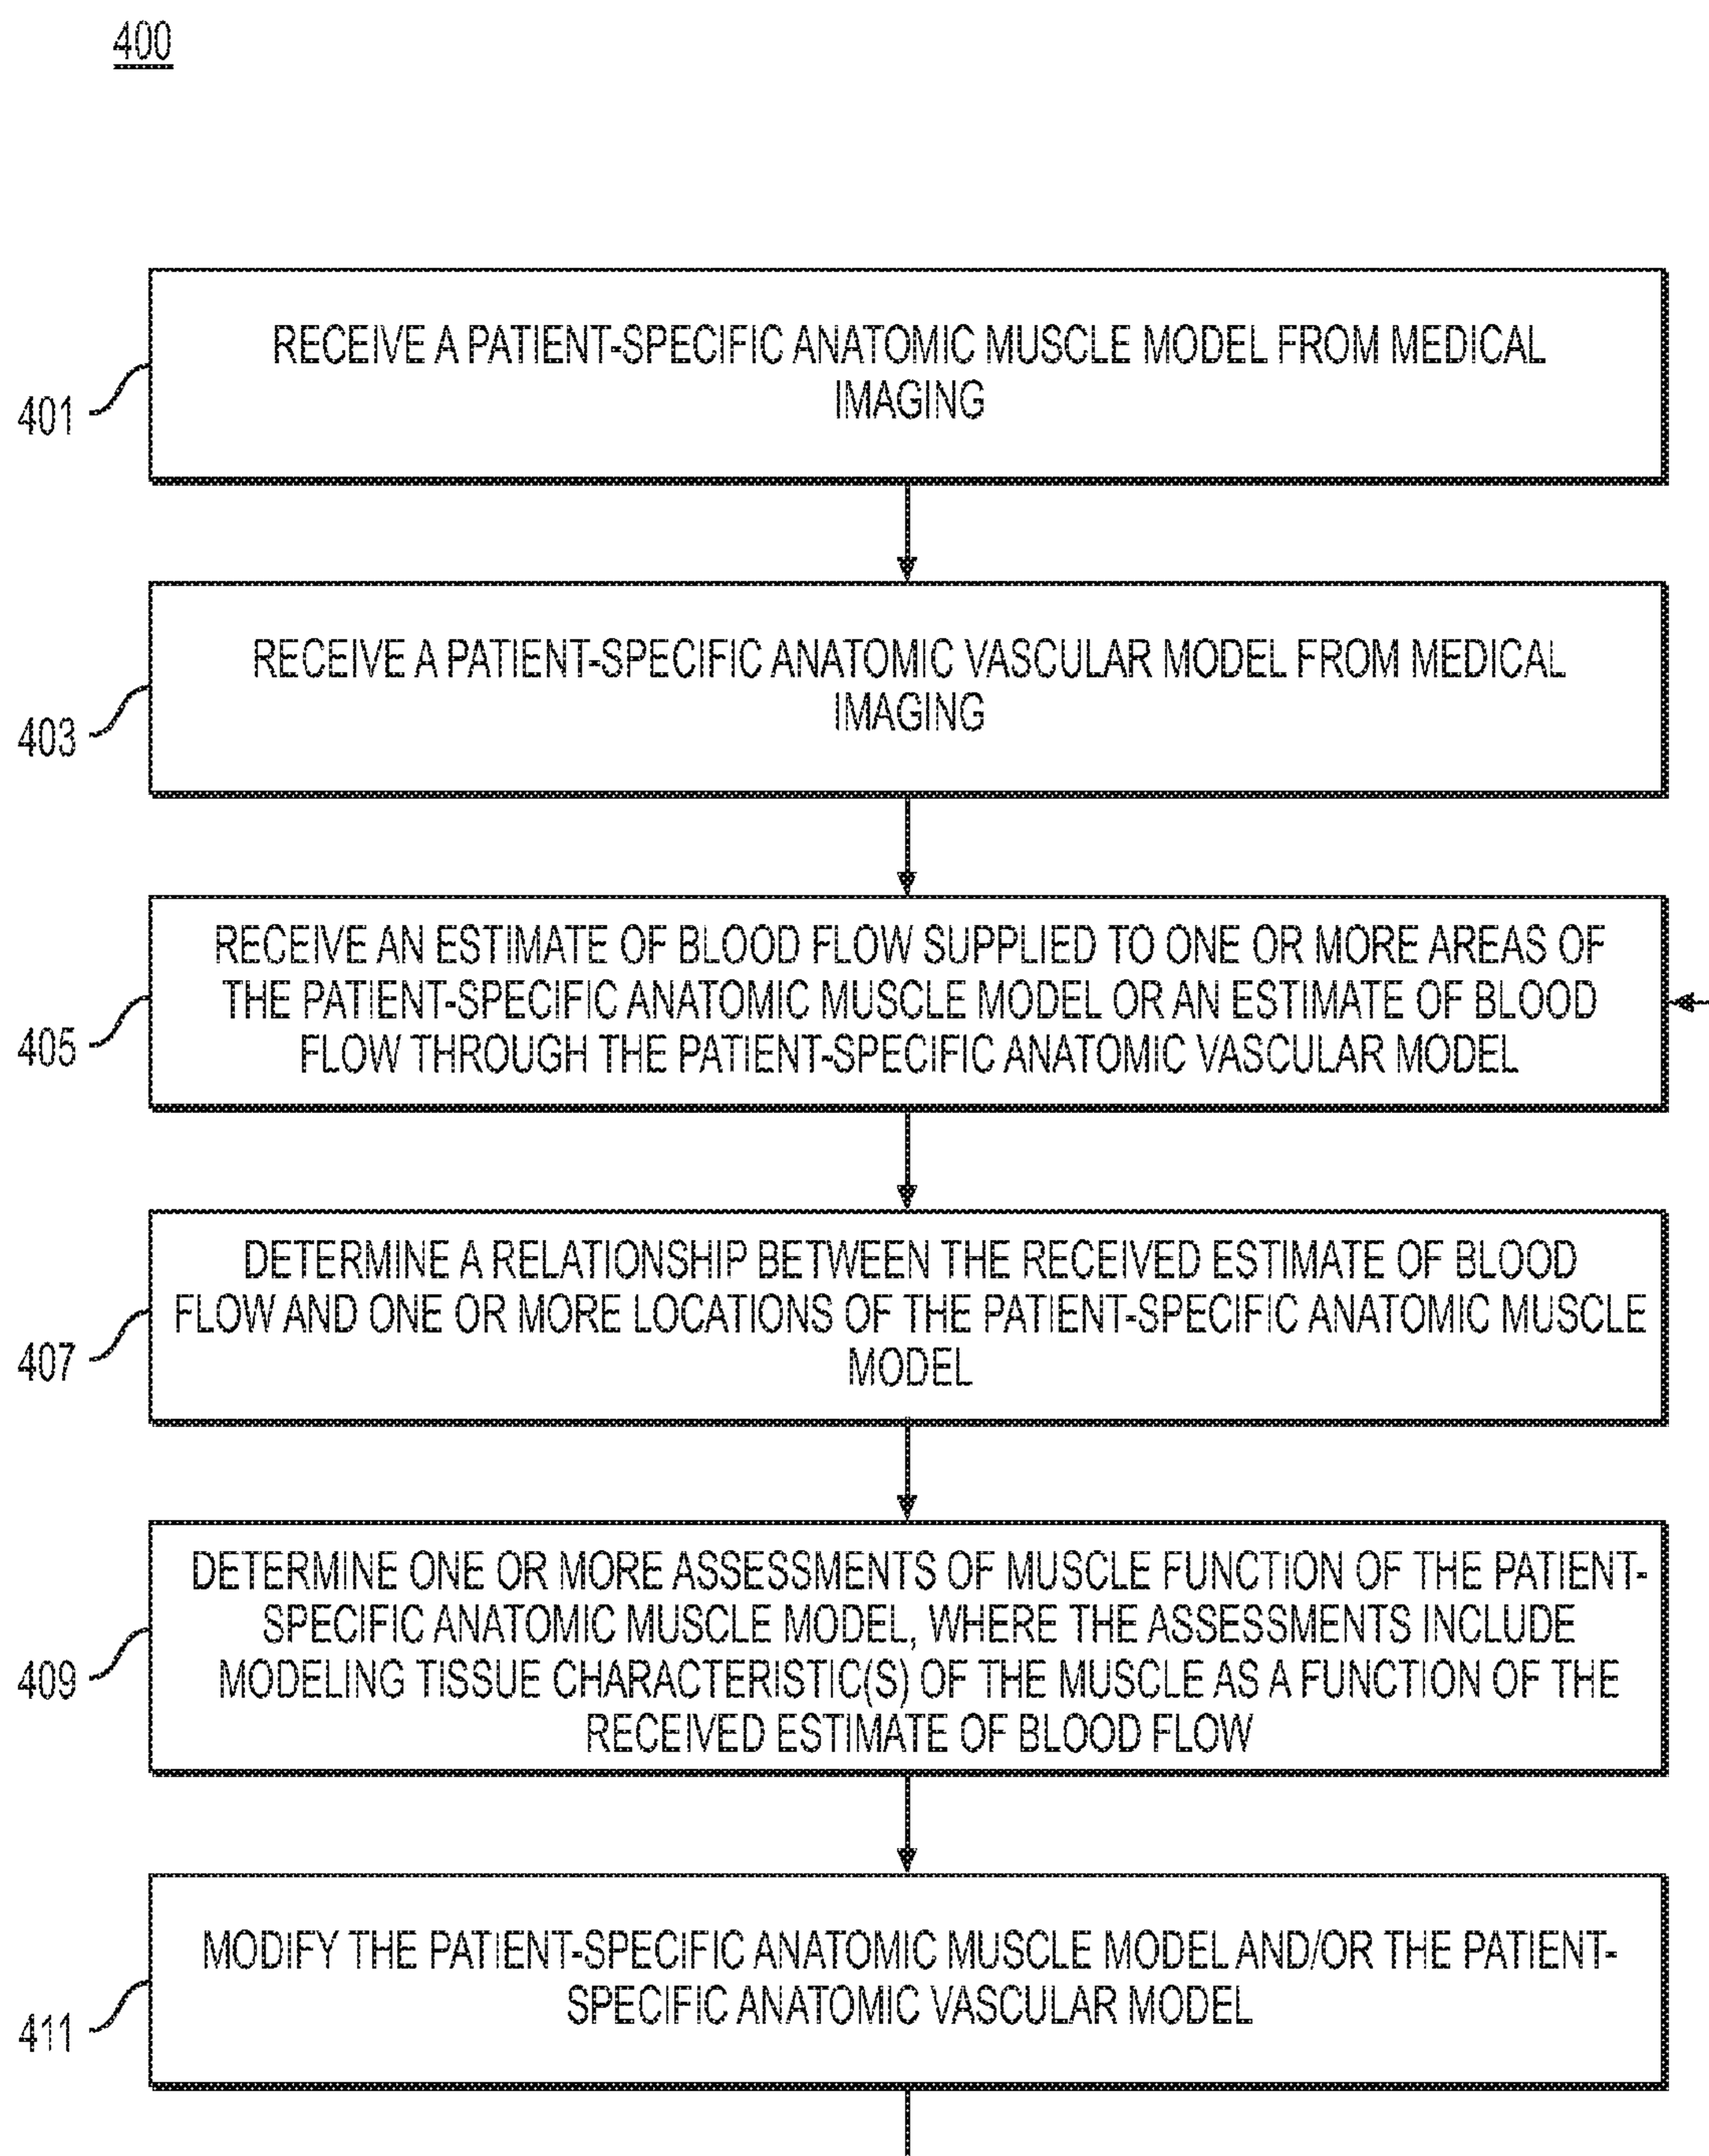 400
RECEIVE A PATIENT-SPECIFIC ANATOMIC MUSCLE MODEL FROM MEDICAL
IMAGING
401
RECEIVE A PATIENT-SPECIFIC ANATOMIC VASCULAR MODEL FROM MEDICAL
IMAGING
403
RECEIVE AN ESTIMATE OF BLOOD FLOW SUPPLIED TO ONE OR MORE AREAS OF
THE PATIENT-SPECIFIC ANATOMIC MUSCLE MODEL OR AN ESTIMATE OF BLOOD
FLOW THROUGH THE PATIENT-SPECIFIC ANATOMIC VASCULAR MODEL
405
DETERMINE A RELATIONSHIP BETWEEN THE RECEIVED ESTIMATE OF BLOOD
FLOW AND ONE OR MORE LOCATIONS OF THE PATIENT-SPECIFIC ANATOMIC MUSCLE
MODEL
407
DETERMINE ONE OR MORE ASSESSMENTS OF MUSCLE FUNCTION OF THE PATIENT-
SPECIFIC ANATOMIC MUSCLE MODEL, WHERE THE ASSESSMENTS INCLUDE
MODELING TISSUE CHARACTERISTIC(S) OF THE MUSCLE AS A FUNCTION OF THE
RECEIVED ESTIMATE OF BLOOD FLOW
409
MODIFY THE PATIENT-SPECIFIC ANATOMIC MUSCLE MODEL AND/OR THE PATIENT-
SPECIFIC ANATOMIC VASCULAR MODEL
411